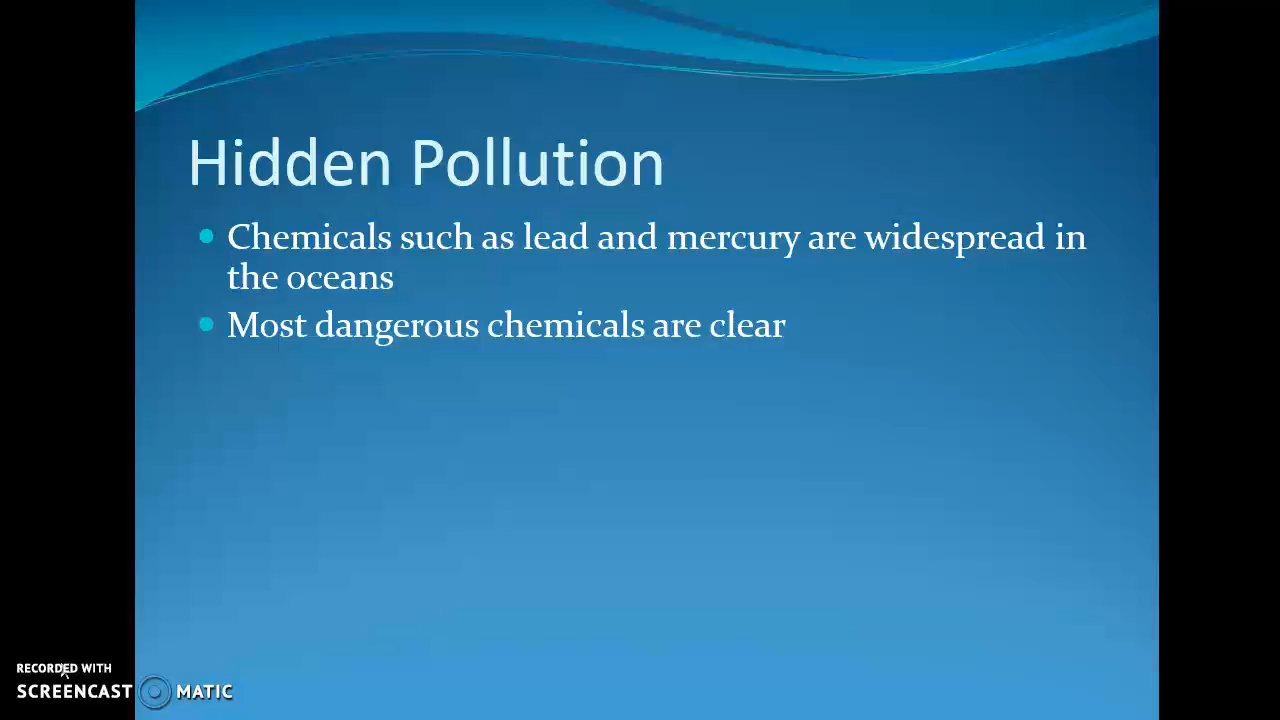 Hidden Pollution
Chemicals such as lead and mercury are widespread in
the oceans
Most dangerous chemicals are clear
RECORDED WITH
SCREENCAST MATIC